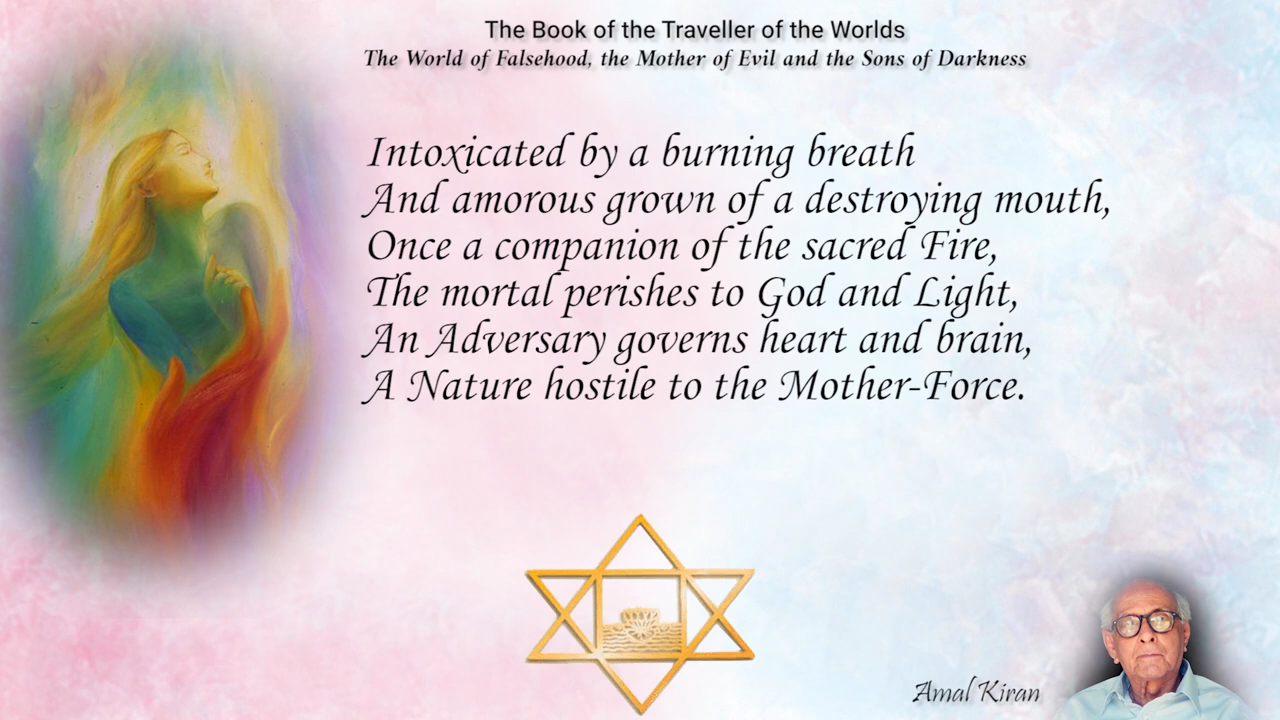 The Book of the Traveller of the Worlds
The World of Falsehood, the Mother of Evil and the Sons of Darkness
Intoxicated by a burning breath
And amorous grown of a destroying mouth,
Once a companion of the sacred Fire,
The mortal perishes to God and Light,
An Adversary governs heart and brain,
A Nature hostile to the Mother-Force.
Amal Kiran